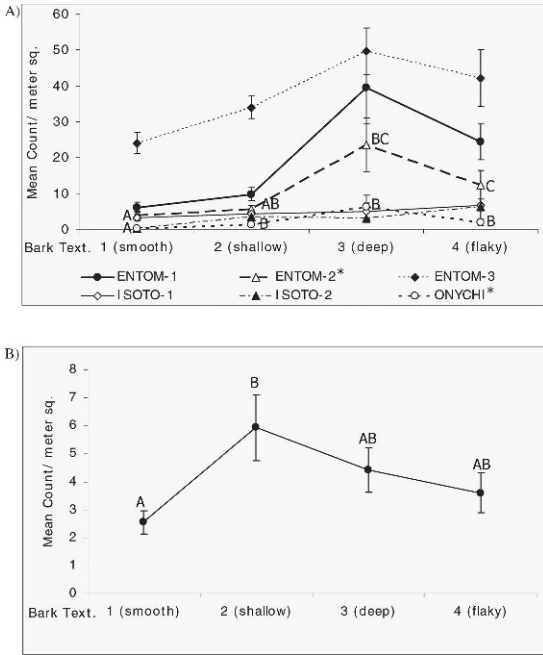 A)
60
50
40
30
20
10
0
Mean Count/ meter sq.
A
A
AB
B
BC
B
C
B
Bark Text. 1 (smooth) 2 (shallow) 3 (deep) 4 (flaky)
ENTOM-1 ENTOM-2* ENTOM-3
ISOTO-1 ISOTO-2 ONYCHI*
B)
8
7
6
5
4
3
2
1
0
Mean Count/ meter sq.
A
B
AB
AB
Bark Text. 1 (smooth) 2 (shallow) 3 (deep) 4 (flaky)